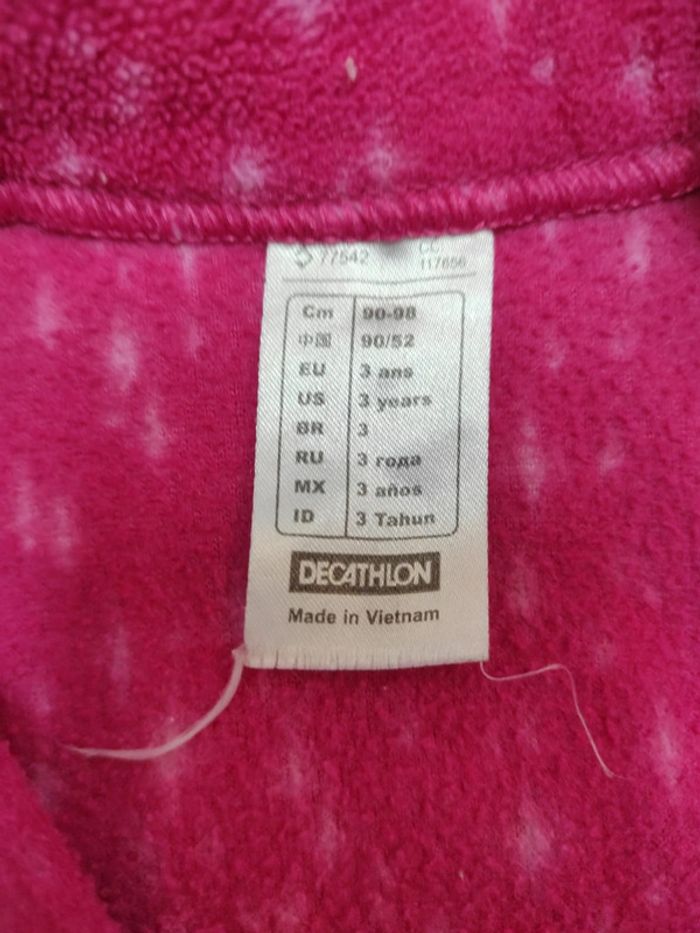 77542 CC
117656
Cm 90-98
中国 90/52
EU 3 ans
US 3 years
BR 3
RU 3 года
MX 3 años
ID 3 Tahun
DECATHLON
Made in Vietnam